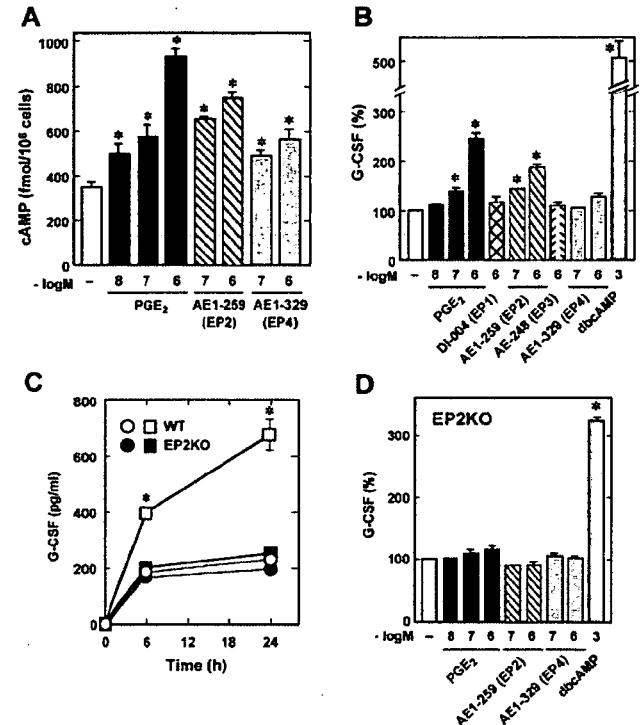 A
cAMP (fmol/10⁶ cells)
1000
800
600
400
200
0
- logM
– 8 7 6 7 6 7 6
PGE₂
AE1-259
(EP2)
AE1-329
(EP4)
* * * * * * *
B
G-CSF (%)
500
300
200
100
0
- logM
– 8 7 6 6 7 6 6 7 6 3
PGE₂
DI-004 (EP1)
AE1-259 (EP2)
AE-248 (EP3)
AE1-329 (EP4)
dbcAMP
* * * * *
C
G-CSF (pg/ml)
800
600
400
200
0
0 6 12 18 24
Time (h)
WT
EP2KO
* *
D
EP2KO
G-CSF (%)
300
200
100
0
- logM
– 8 7 6 7 6 7 6 3
PGE₂
AE1-259 (EP2)
AE1-329 (EP4)
dbcAMP
*